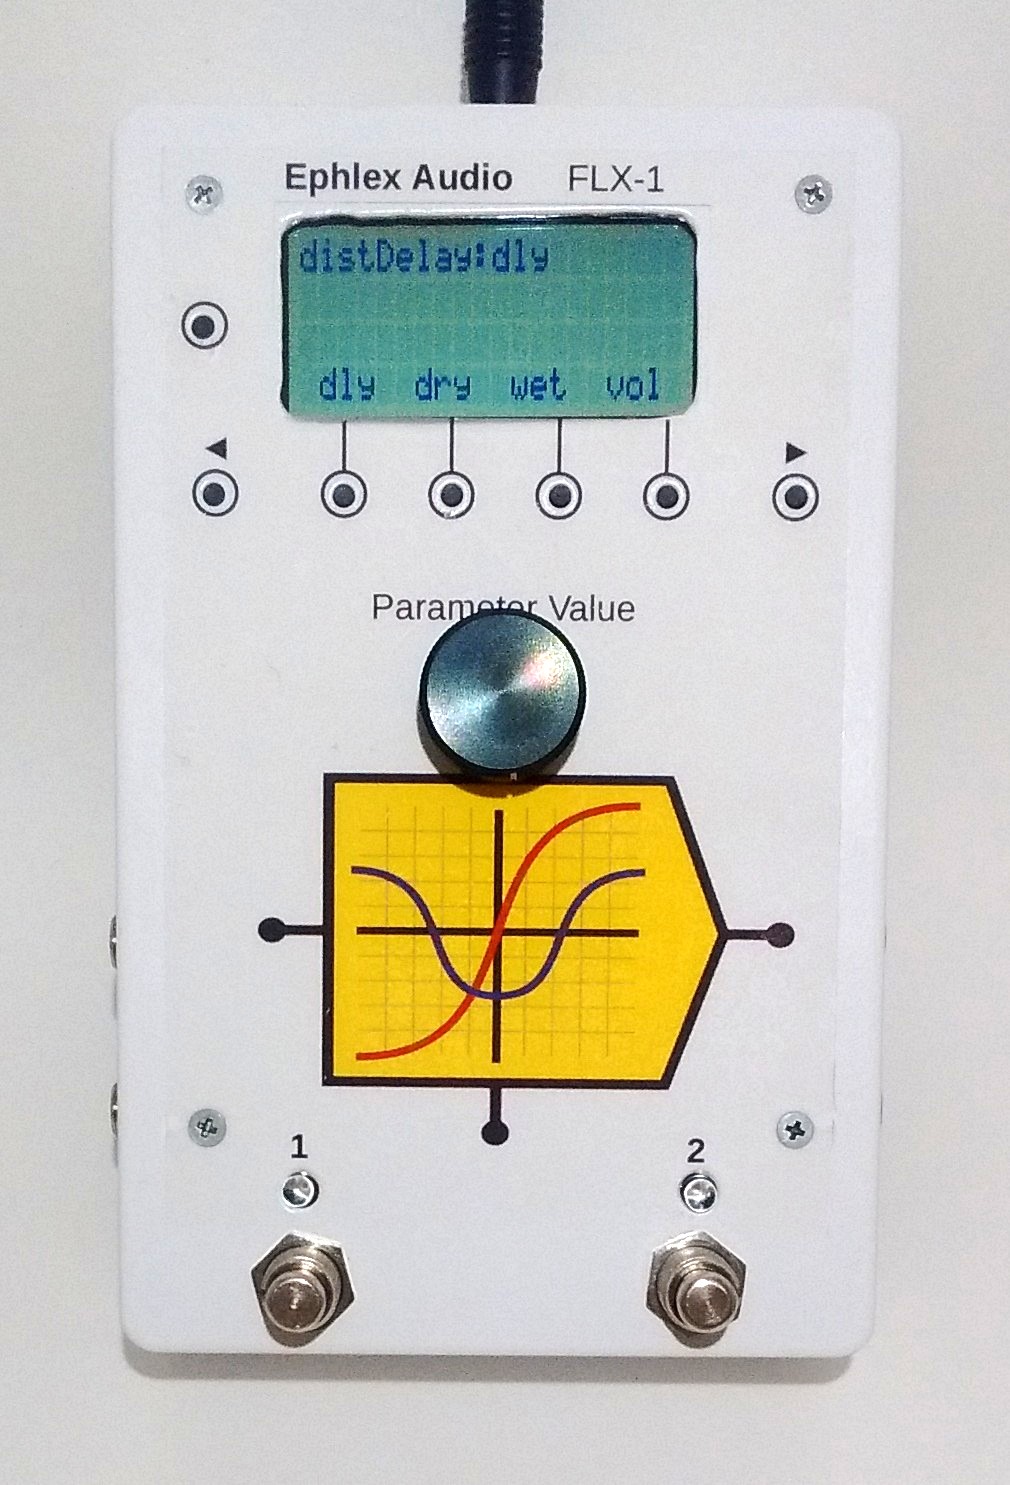 Ephlex Audio FLX-1
distDelay:dly
dly dry wet vol
Parameter Value
1 2